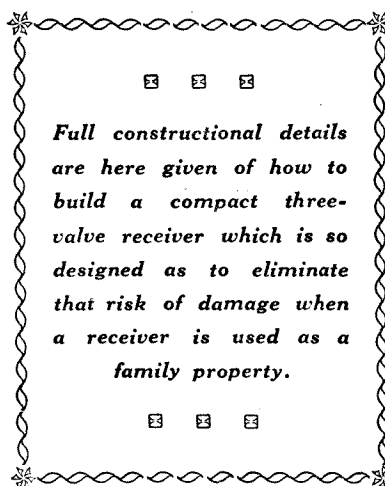 Full constructional details
are here given of how to
build a compact three-
valve receiver which is so
designed as to eliminate
that risk of damage when
a receiver is used as a
family property.